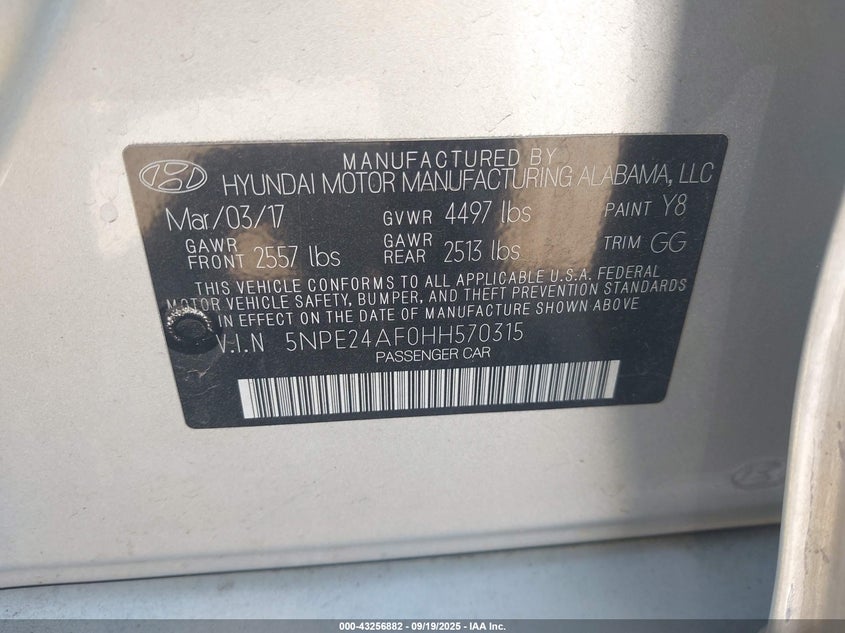 MANUFACTURED BY
HYUNDAI MOTOR MANUFACTURING ALABAMA, LLC
Mar/03/17 GVWR 4497 lbs PAINT Y8
GAWR FRONT 2557 lbs GAWR REAR 2513 lbs TRIM GG
THIS VEHICLE CONFORMS TO ALL APPLICABLE U.S.A. FEDERAL
MOTOR VEHICLE SAFETY, BUMPER, AND THEFT PREVENTION STANDARDS
IN EFFECT ON THE DATE OF MANUFACTURE SHOWN ABOVE
V.I.N 5NPE24AF0HH570315
PASSENGER CAR
000-43256882 - 09/19/2025 - IAA Inc.